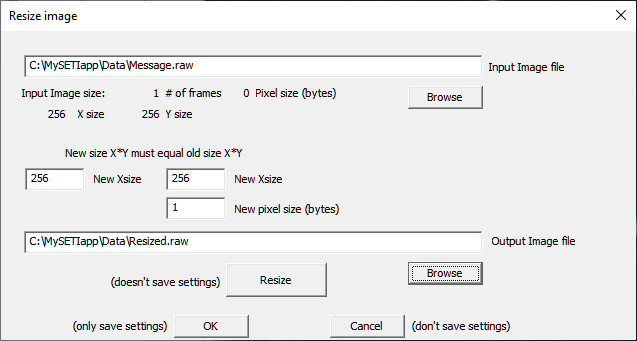 Resize image
C:\MySETIapp\Data\Message.raw Input Image file
Input Image size: 1 # of frames 0 Pixel size (bytes) Browse
256 X size 256 Y size
New size X*Y must equal old size X*Y
256 New Xsize 256 New Xsize
1 New pixel size (bytes)
C:\MySETIapp\Data\Resized.raw Output Image file
(doesn't save settings) Resize Browse
(only save settings) OK Cancel (don't save settings)